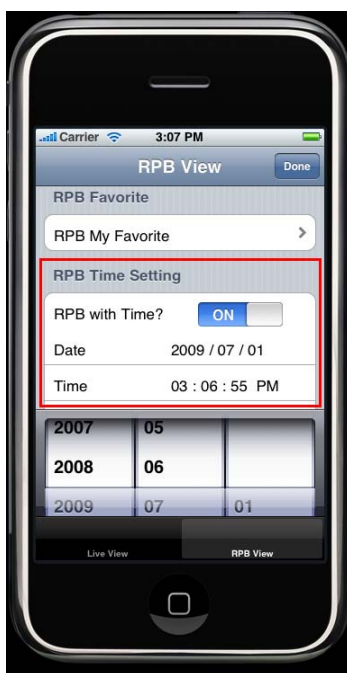 Carrier 3:07 PM
RPB View Done
RPB Favorite
RPB My Favorite
RPB Time Setting
RPB with Time? ON
Date 2009 / 07 / 01
Time 03 : 06 : 55 PM
2007 05
2008 06
2009 07 01
Live View RPB View